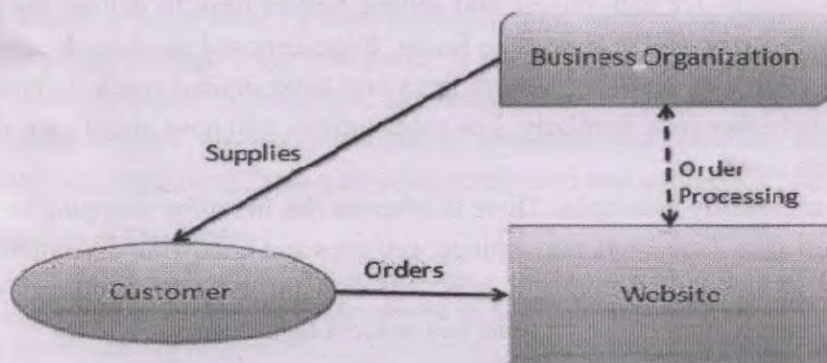 Business Organization
Supplies
Order
Processing
Orders
Customer
Website